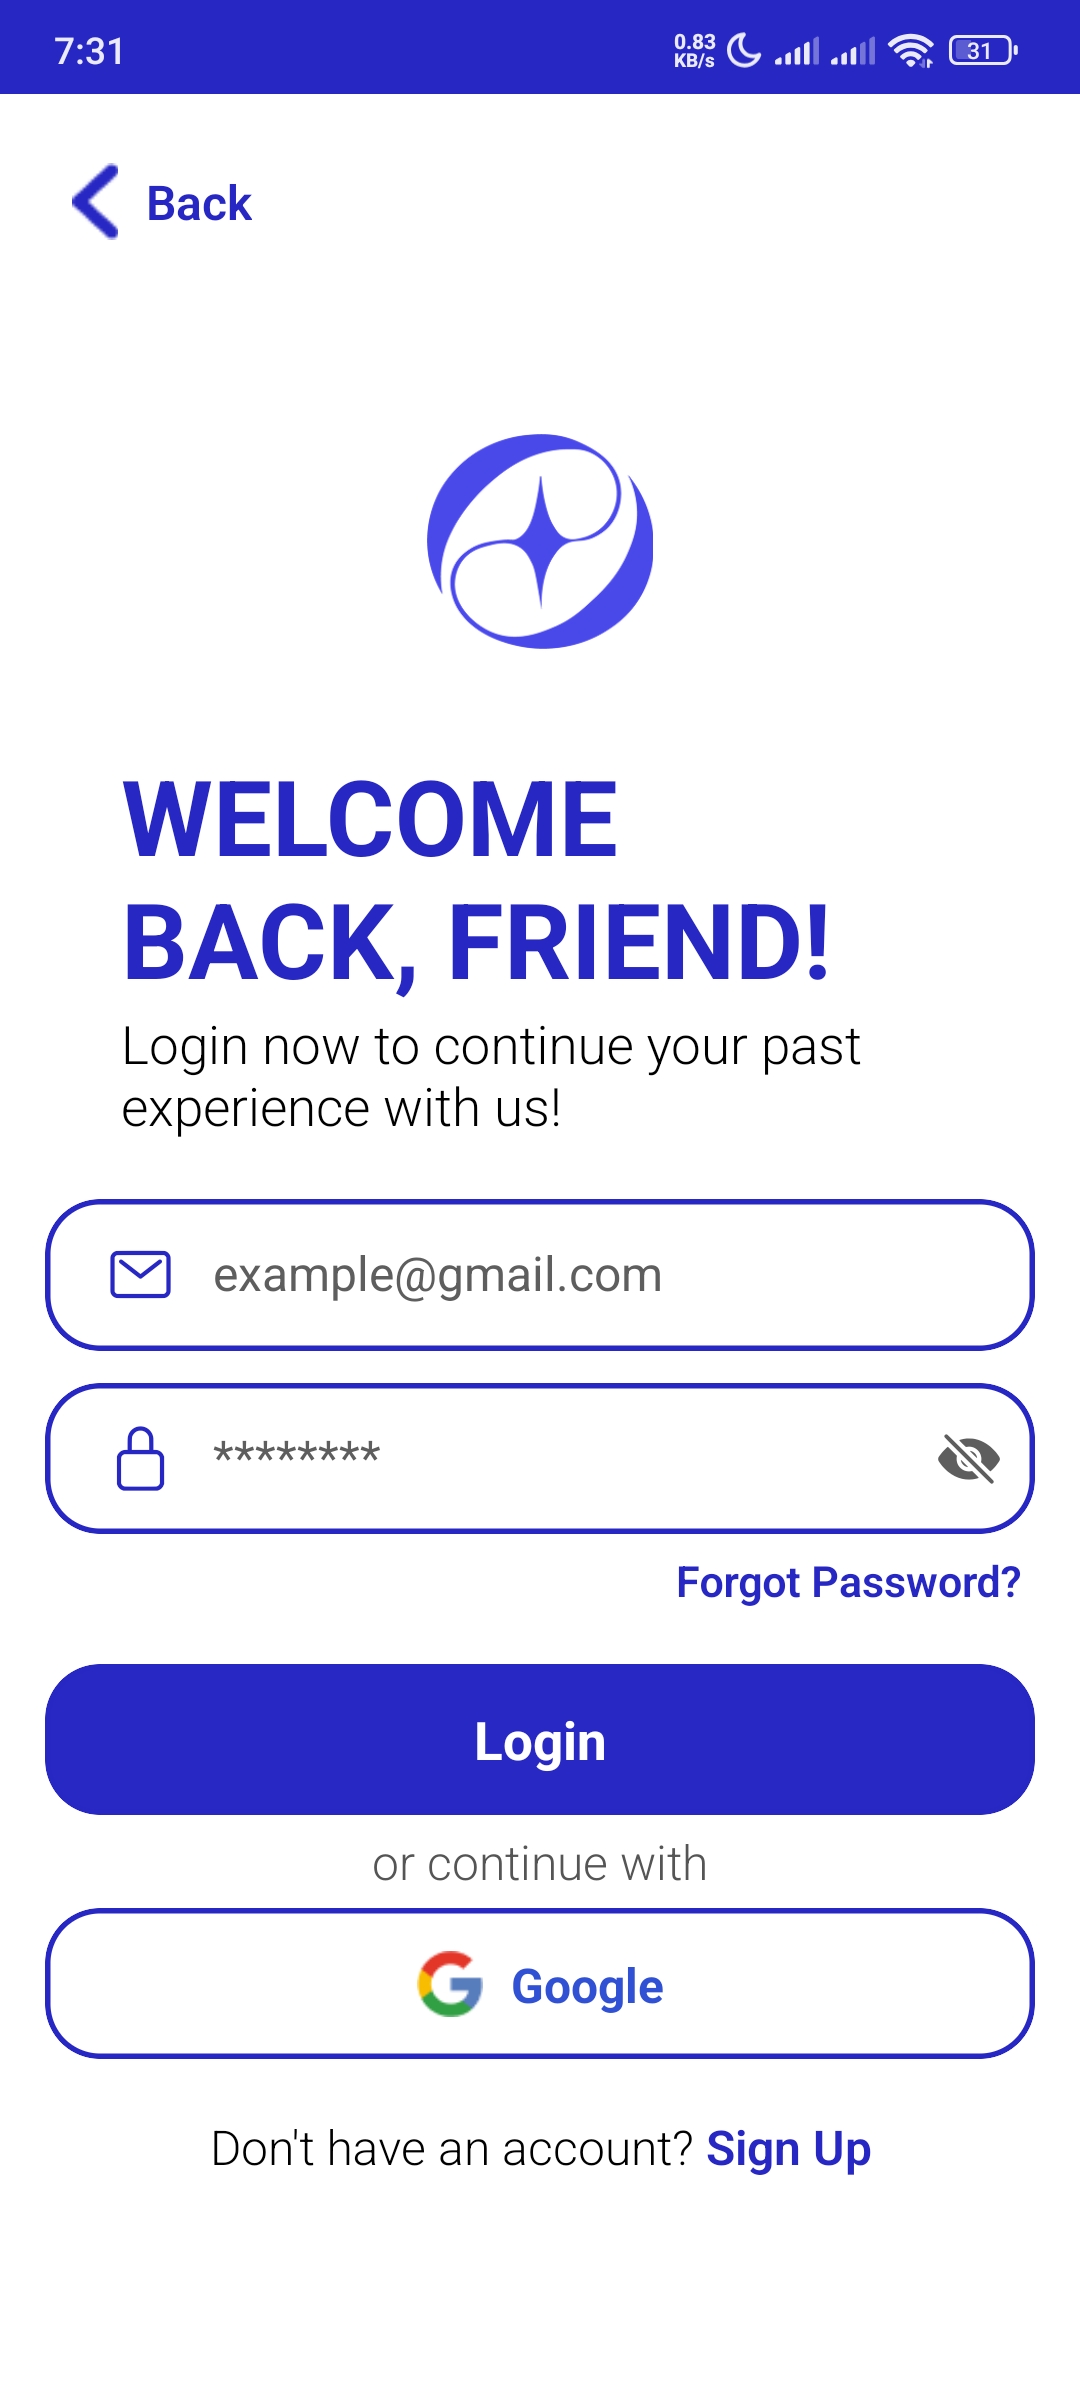 7:31
0.83
KB/s
31
Back
WELCOME
BACK, FRIEND!
Login now to continue your past
experience with us!
example@gmail.com
********
Forgot Password?
Login
or continue with
Google
Don't have an account? Sign Up